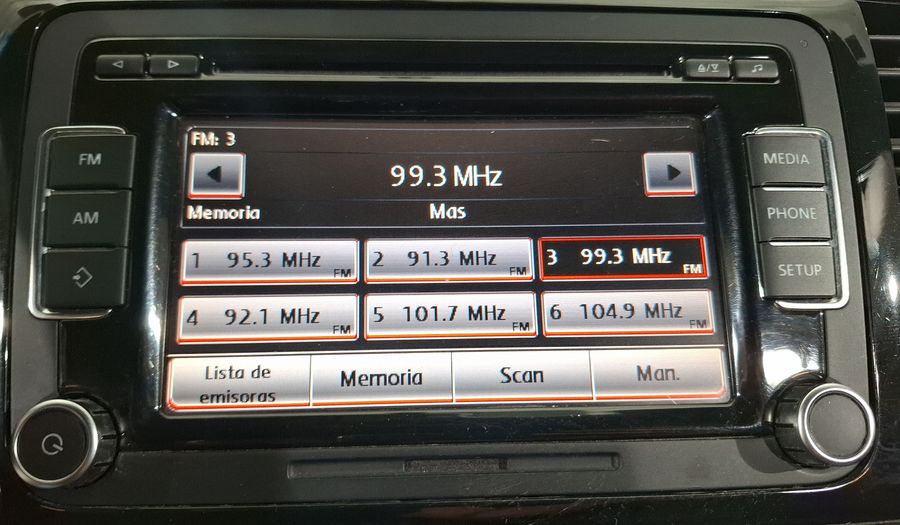 FM: 3
99.3 MHz
Memoria Mas
1 95.3 MHz FM
2 91.3 MHz FM
3 99.3 MHz FM
4 92.1 MHz FM
5 101.7 MHz FM
6 104.9 MHz FM
Lista de
emisoras
Memoria
Scan
Man.
FM
AM
MEDIA
PHONE
SETUP